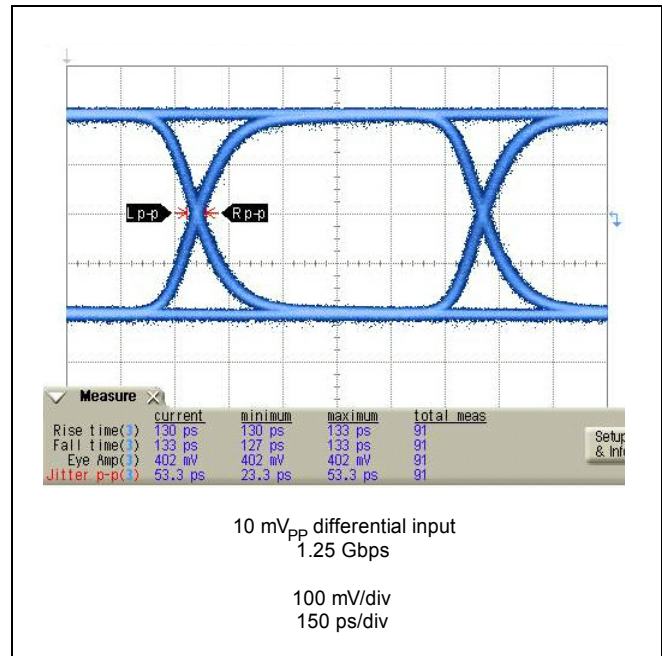 L p-p R p-p
Measure
current minimum maximum total meas
Rise time(3) 130 ps 130 ps 133 ps 91
Fall time(3) 133 ps 127 ps 133 ps 91
Eye Amp(3) 402 mV 402 mV 402 mV 91
Jitter p-p(3) 53.3 ps 23.3 ps 53.3 ps 91
Setup
& Info
10 mVPP differential input
1.25 Gbps
100 mV/div
150 ps/div